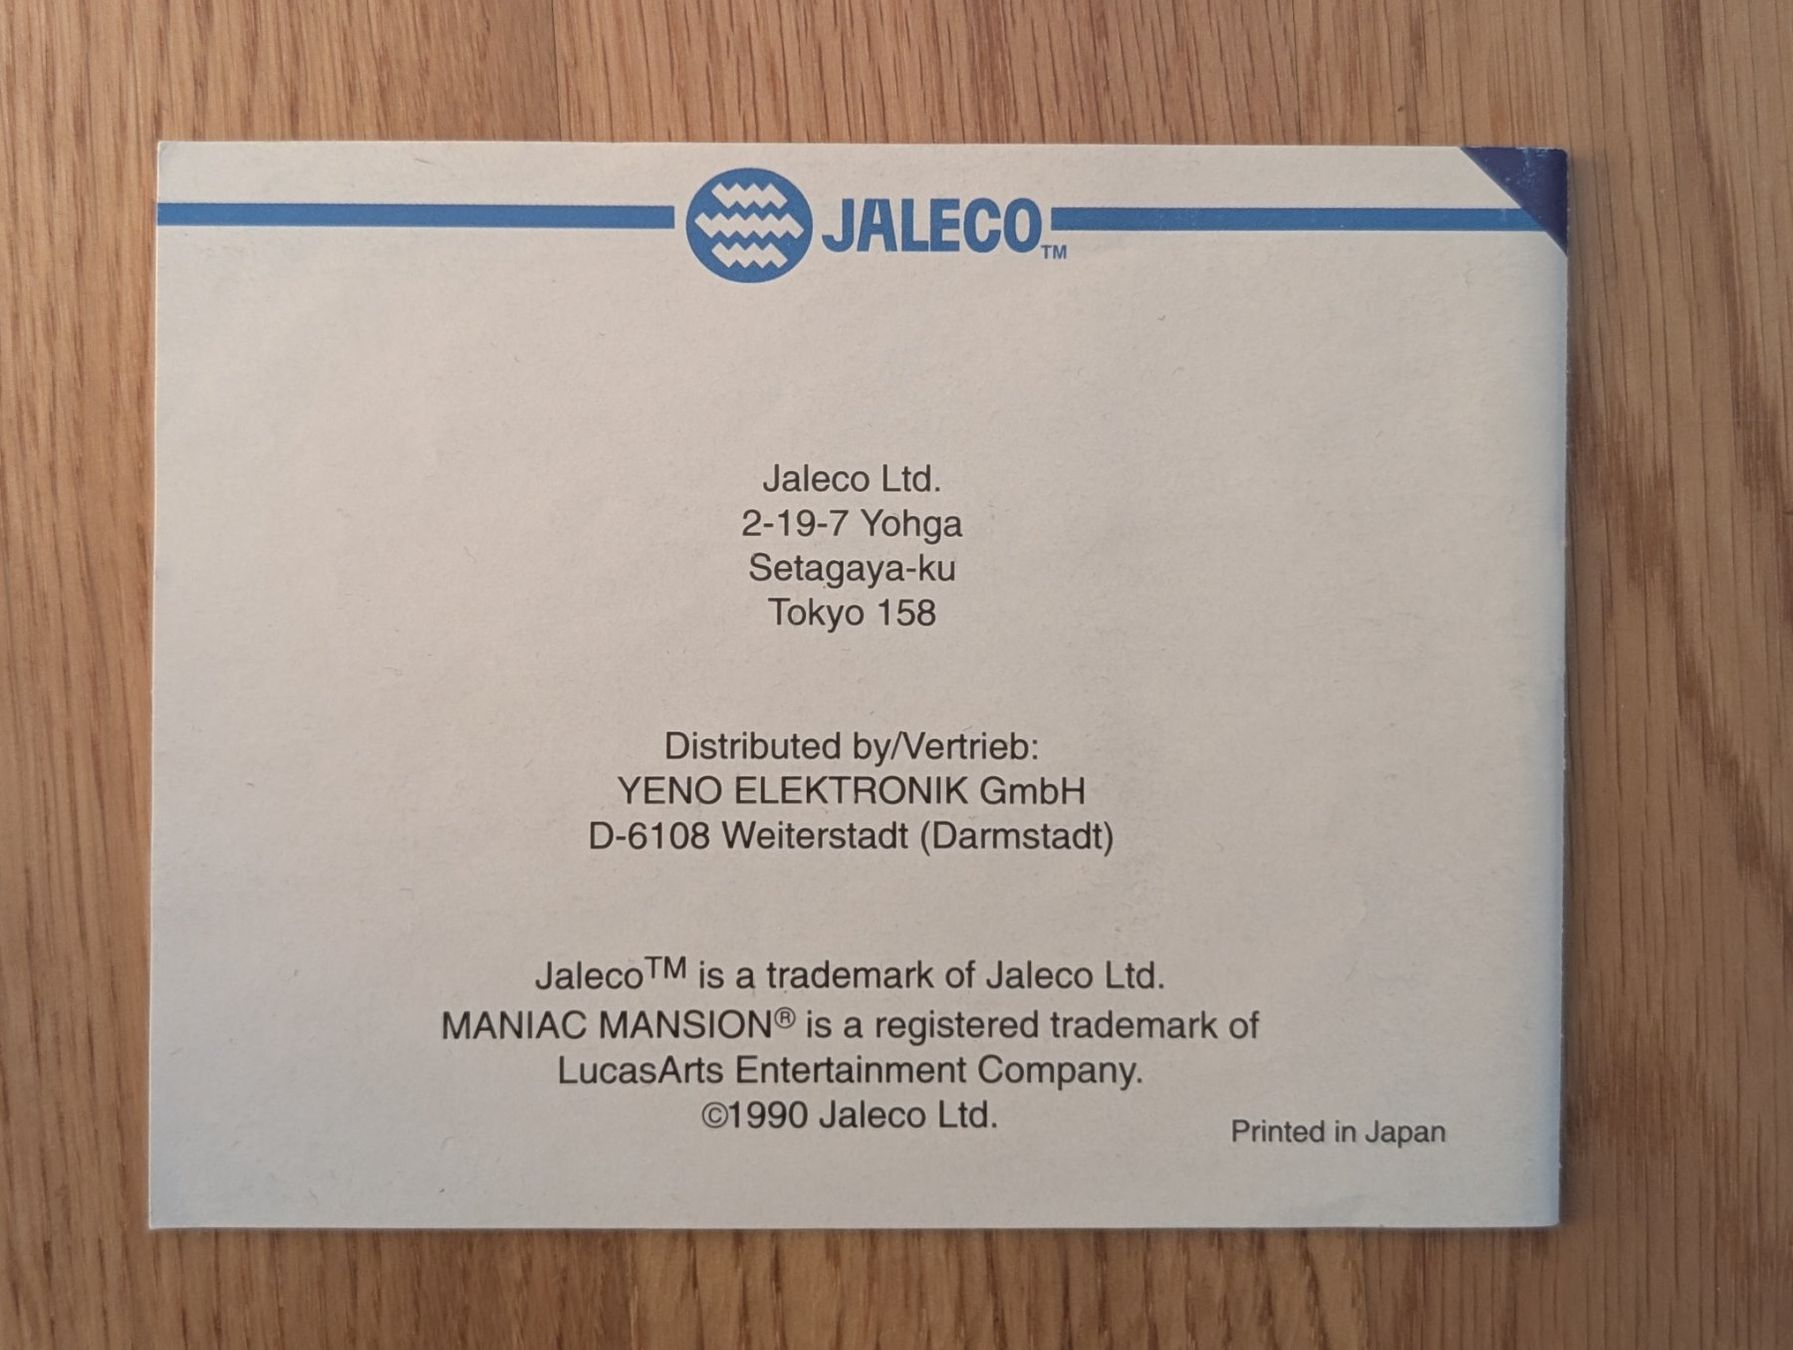 JALECO™
Jaleco Ltd.
2-19-7 Yohga
Setagaya-ku
Tokyo 158
Distributed by/Vertrieb:
YENO ELEKTRONIK GmbH
D-6108 Weiterstadt (Darmstadt)
Jaleco™ is a trademark of Jaleco Ltd.
MANIAC MANSION® is a registered trademark of
LucasArts Entertainment Company.
©1990 Jaleco Ltd.
Printed in Japan